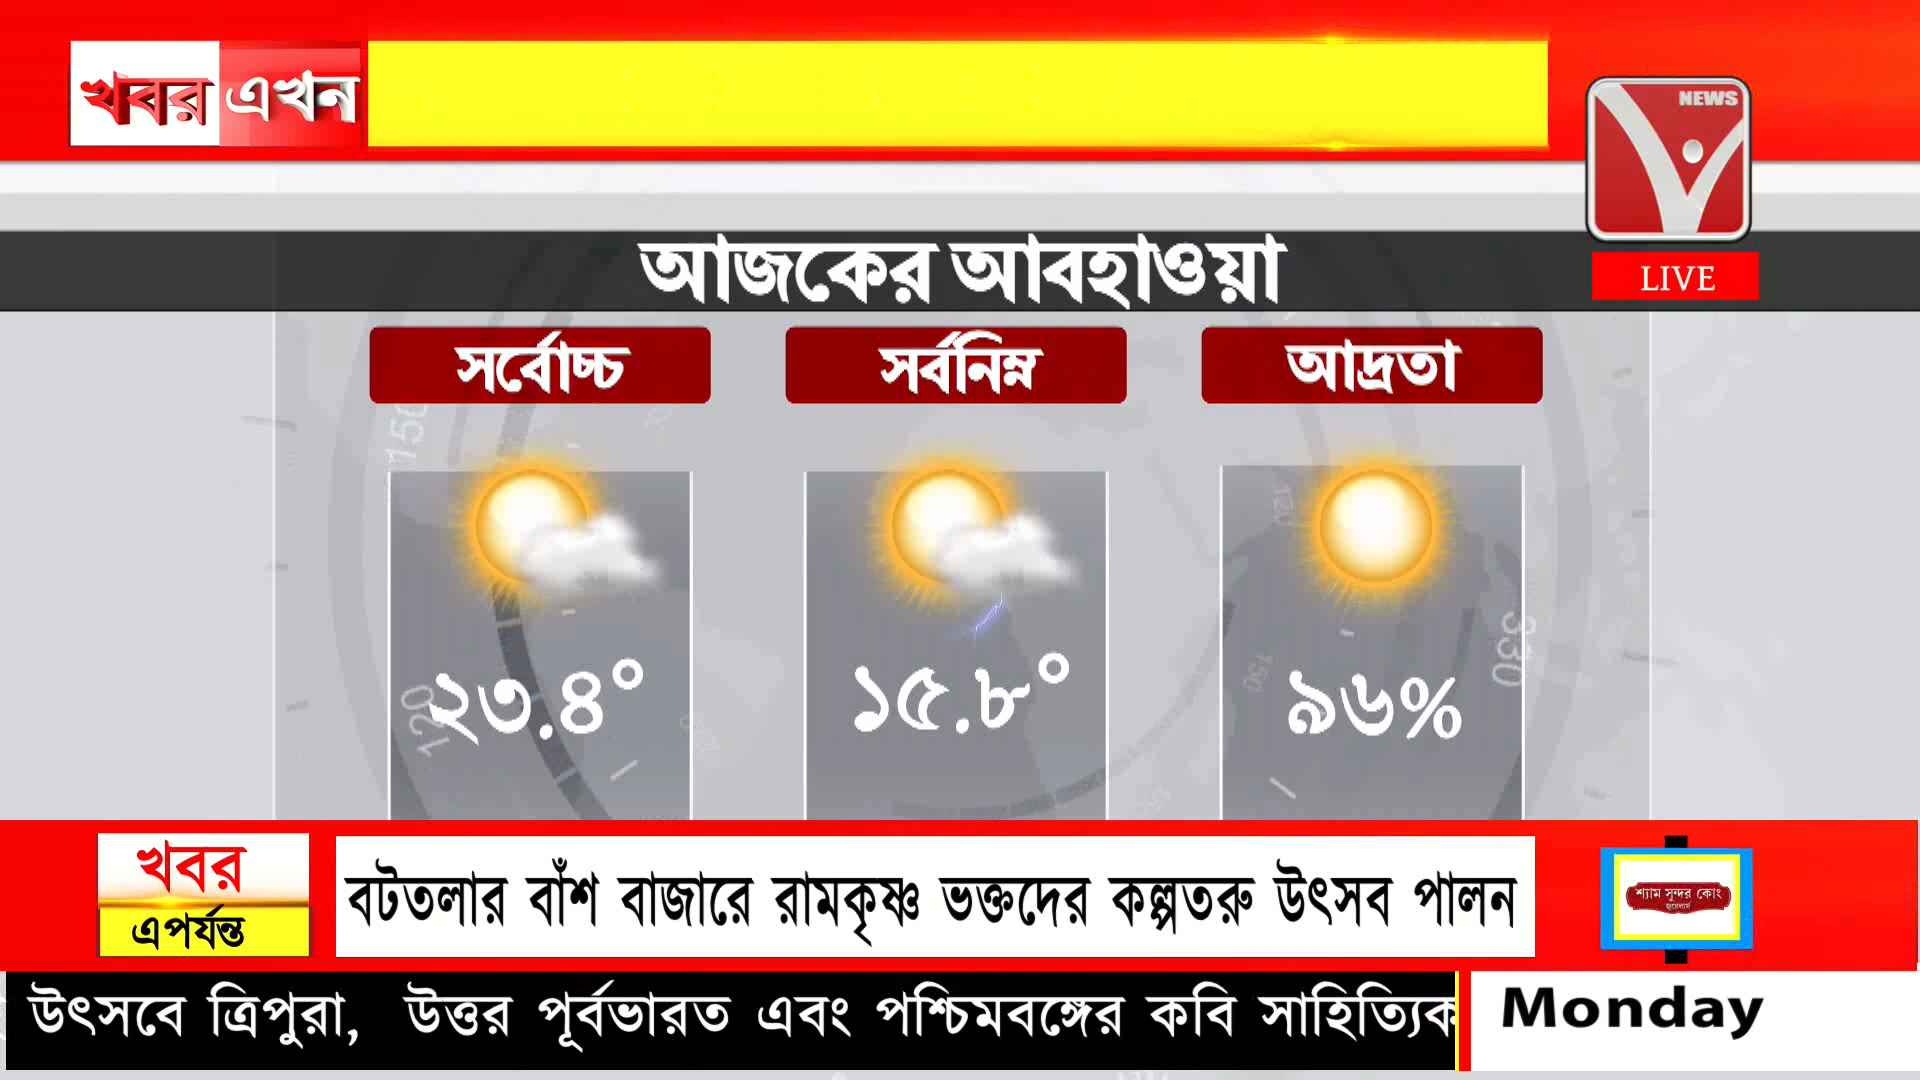 খবর এখন
NEWS
LIVE
আজকের আবহাওয়া
সর্বোচ্চ
সর্বনিম্ন
আদ্রতা
২৩.৪°
১৫.৮°
৯৬%
খবর
এপর্যন্ত
বটতলার বাঁশ বাজারে রামকৃষ্ণ ভক্তদের কল্পতরু উৎসব পালন
শ্যাম সুন্দর কোং
জুয়েলার্স
উৎসবে ত্রিপুরা, উত্তর পূর্বভারত এবং পশ্চিমবঙ্গের কবি সাহিত্যিক
Monday